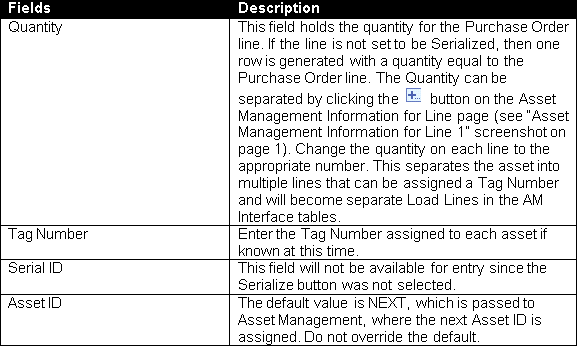 Fields Description
Quantity This field holds the quantity for the Purchase Order
line. If the line is not set to be Serialized, then one
row is generated with a quantity equal to the
Purchase Order line. The Quantity can be
separated by clicking the button on the Asset
Management Information for Line page (see "Asset
Management Information for Line 1" screenshot on
page 1). Change the quantity on each line to the
appropriate number. This separates the asset into
multiple lines that can be assigned a Tag Number
and will become separate Load Lines in the AM
Interface tables.
Tag Number Enter the Tag Number assigned to each asset if
known at this time.
Serial ID This field will not be available for entry since the
Serialize button was not selected.
Asset ID The default value is NEXT, which is passed to
Asset Management, where the next Asset ID is
assigned. Do not override the default.